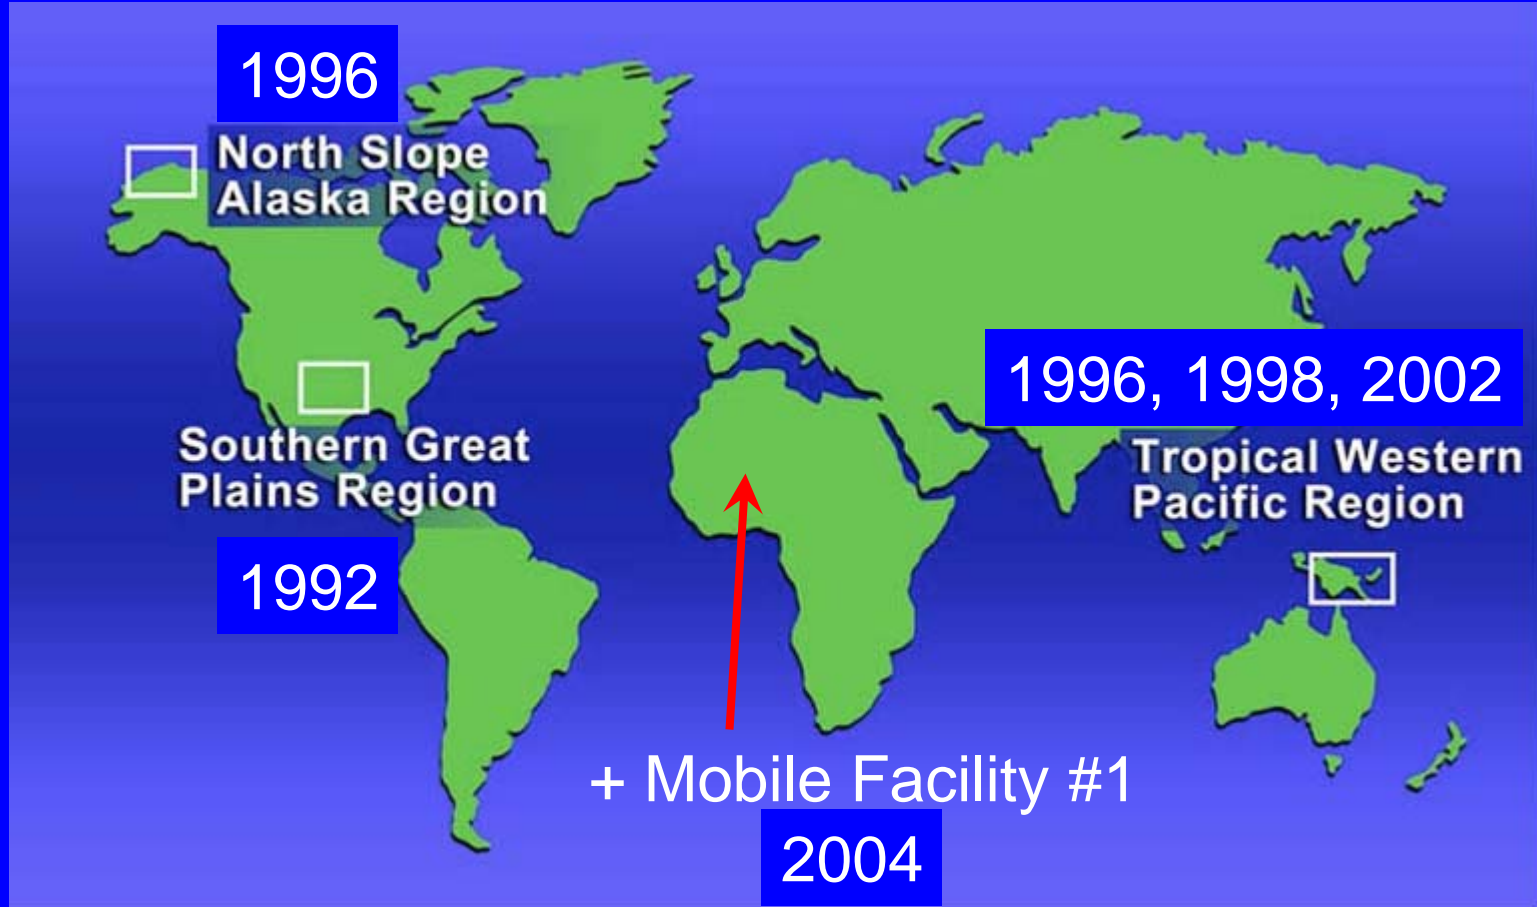 1996
North Slope
Alaska Region
1996, 1998, 2002
Southern Great
Plains Region
Tropical Western
Pacific Region
1992
+ Mobile Facility #1
2004